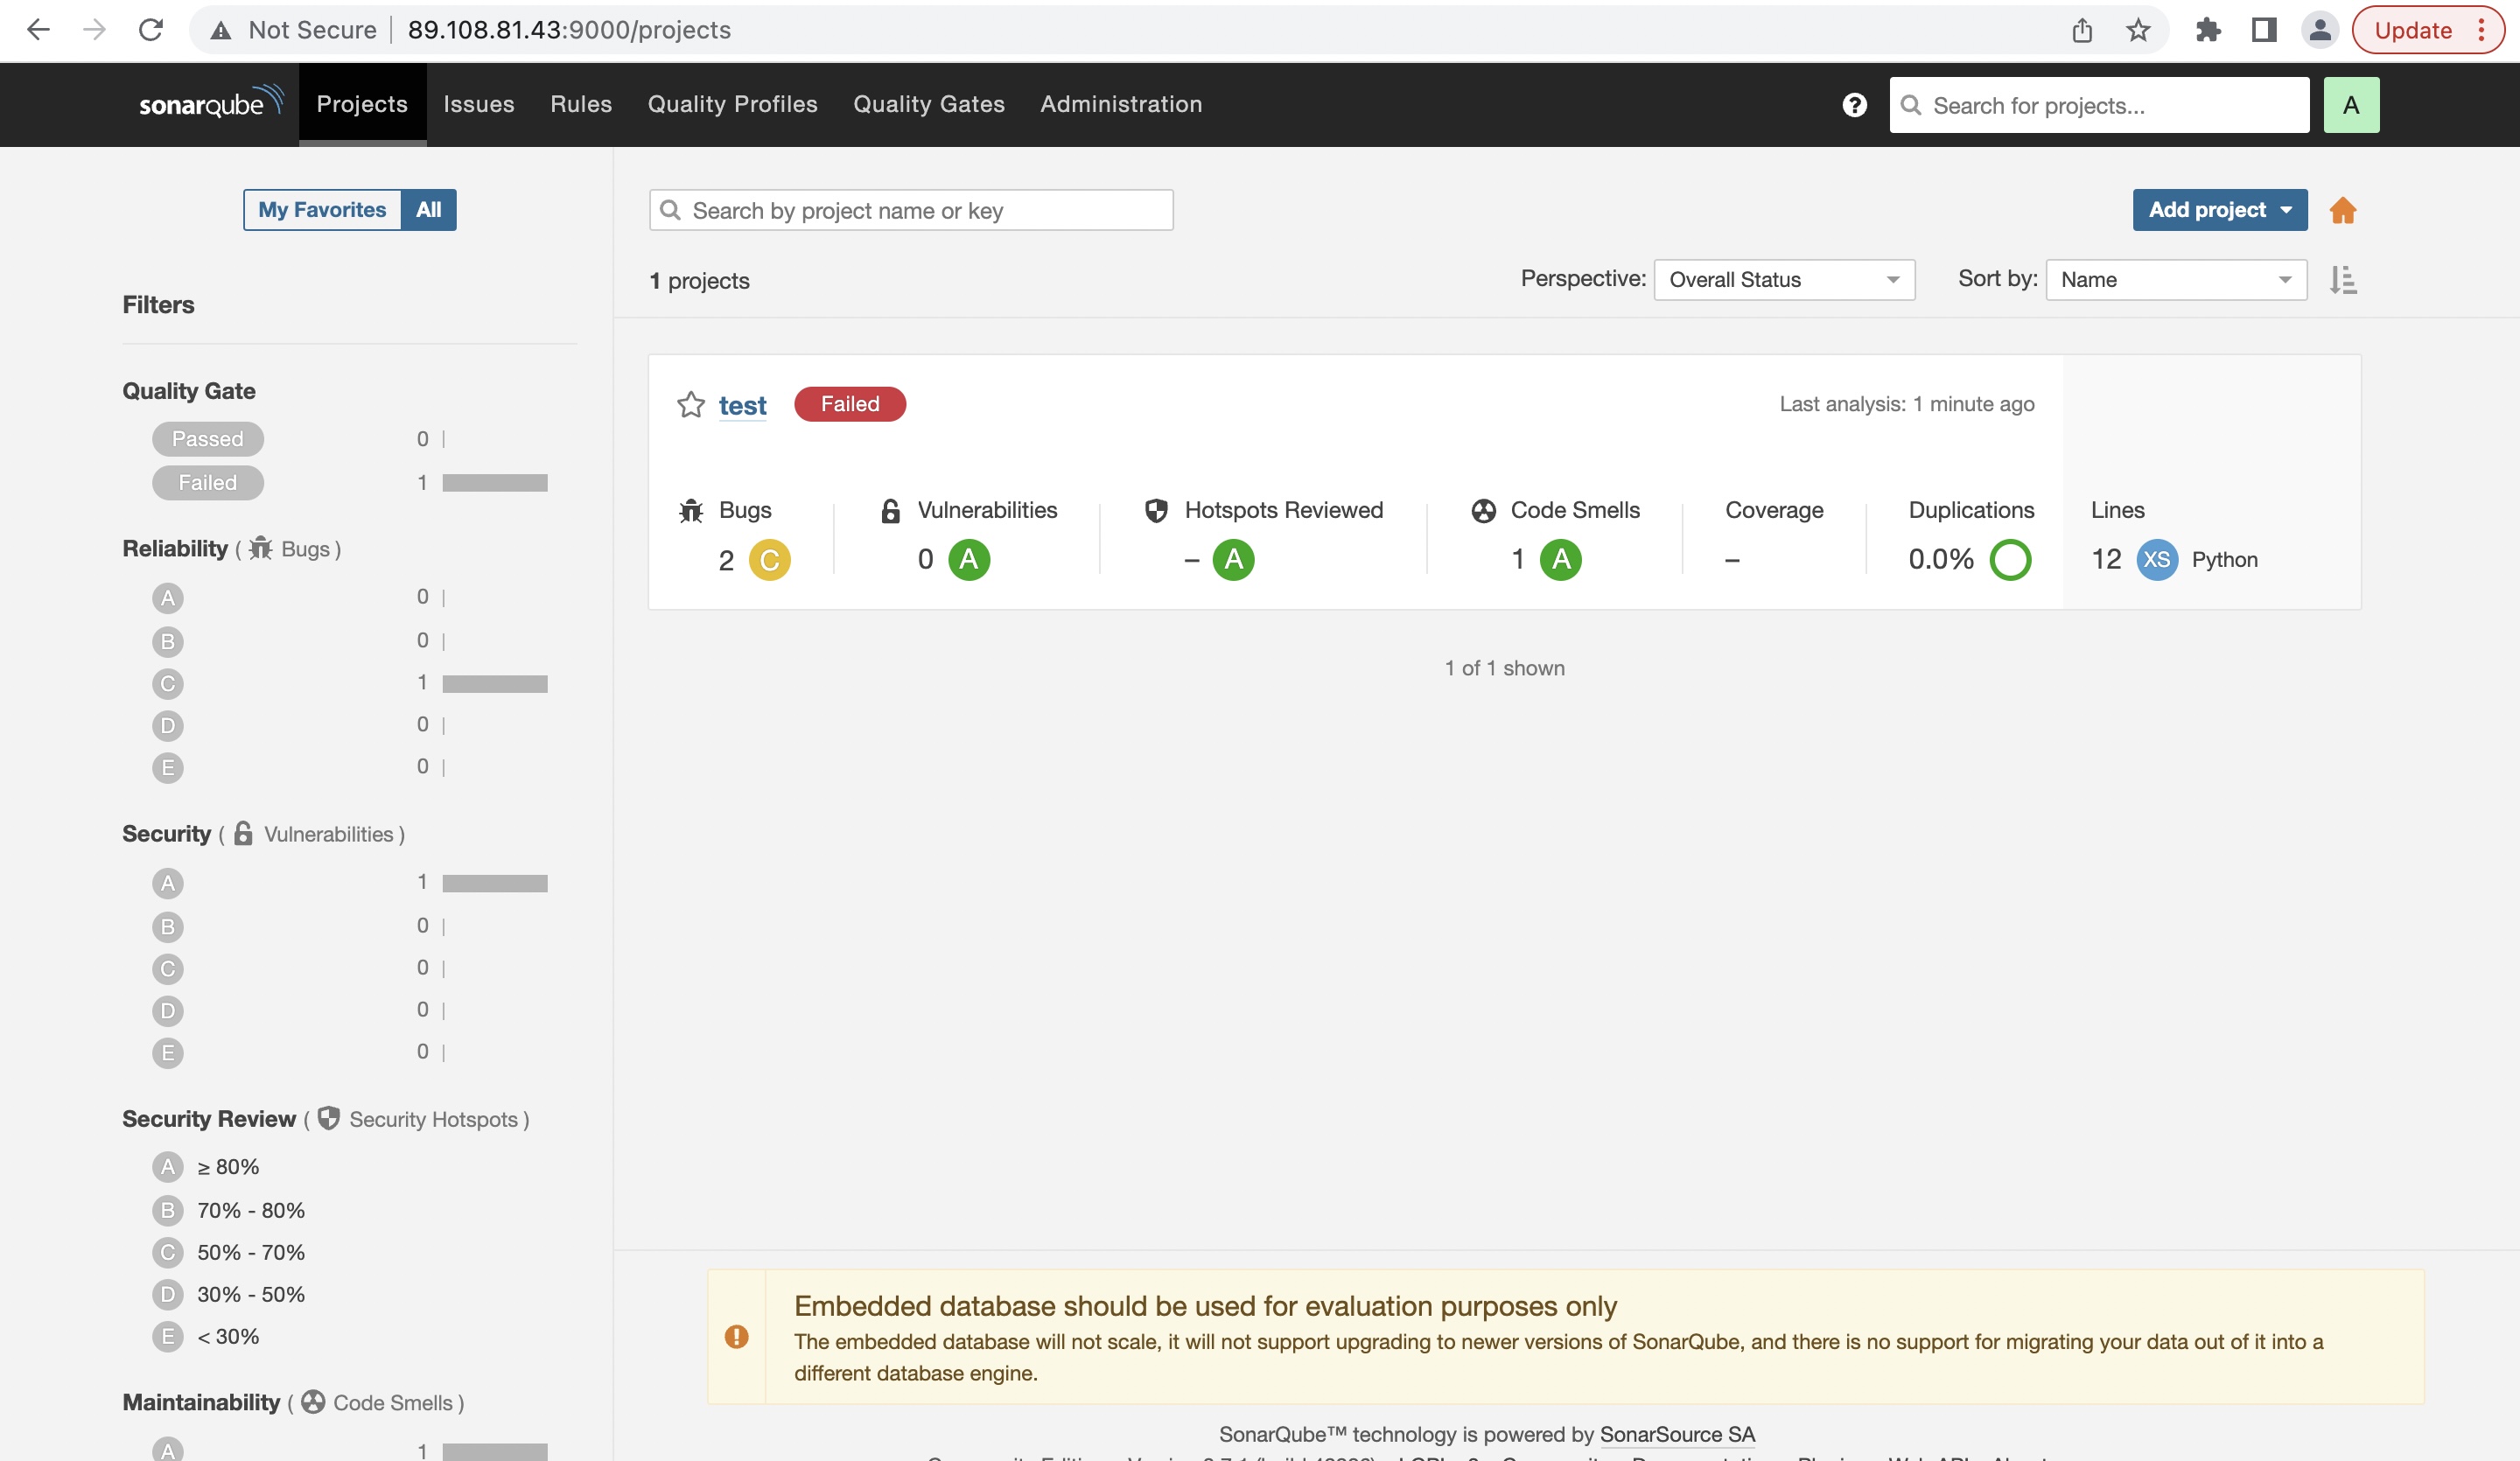 Not Secure 89.108.81.43:9000/projects Update
sonarqube Projects Issues Rules Quality Profiles Quality Gates Administration Search for projects... A
My Favorites All
Search by project name or key Add project
1 projects Perspective: Overall Status Sort by: Name
Filters
Quality Gate
Passed 0
Failed 1
Reliability ( Bugs )
A 0
B 0
C 1
D 0
E 0
Security ( Vulnerabilities )
A 1
B 0
C 0
D 0
E 0
Security Review ( Security Hotspots )
A ≥ 80%
B 70% - 80%
C 50% - 70%
D 30% - 50%
E < 30%
Maintainability ( Code Smells )
A 1
test Failed Last analysis: 1 minute ago
Bugs Vulnerabilities Hotspots Reviewed Code Smells Coverage Duplications Lines
2 C 0 A – A 1 A – 0.0% 12 XS Python
1 of 1 shown
Embedded database should be used for evaluation purposes only
The embedded database will not scale, it will not support upgrading to newer versions of SonarQube, and there is no support for migrating your data out of it into a
different database engine.
SonarQube™ technology is powered by SonarSource SA